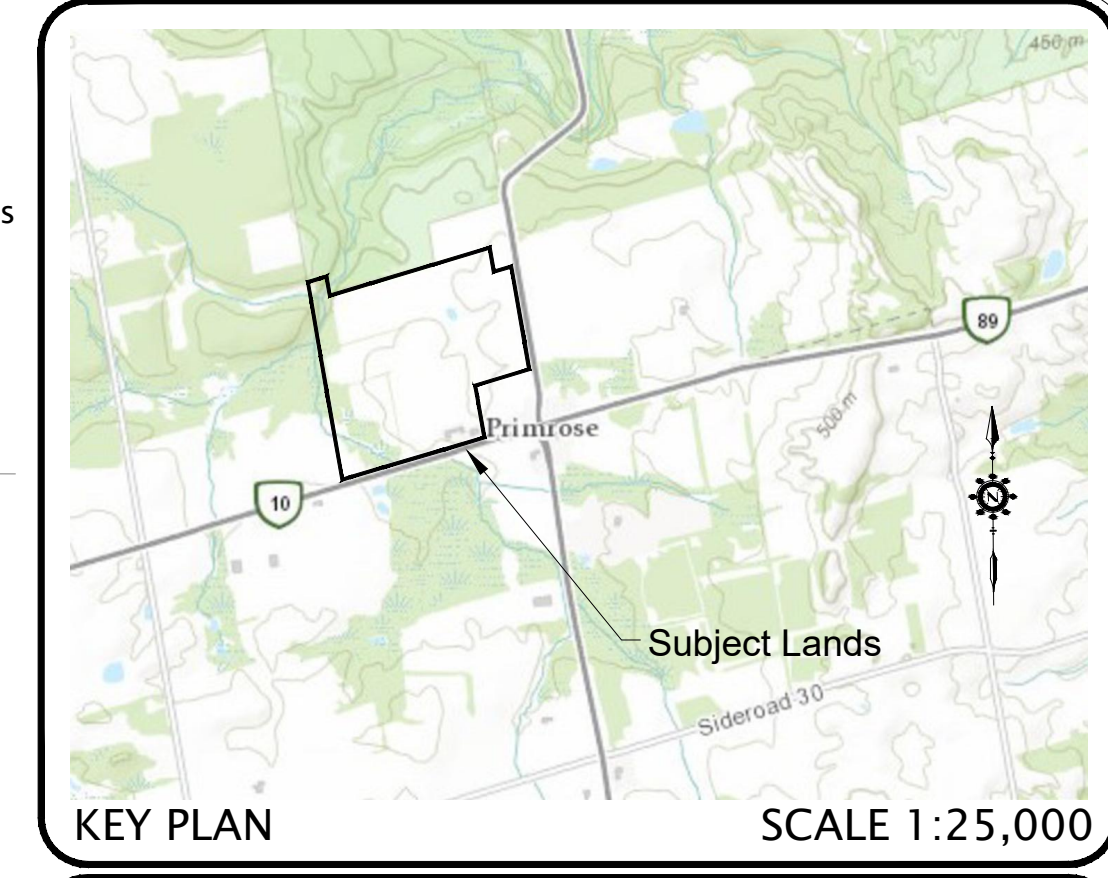 450 m
s
89
500 m
Primrose
10
N
Subject Lands
Sideroad 30
KEY PLAN
SCALE 1:25,000